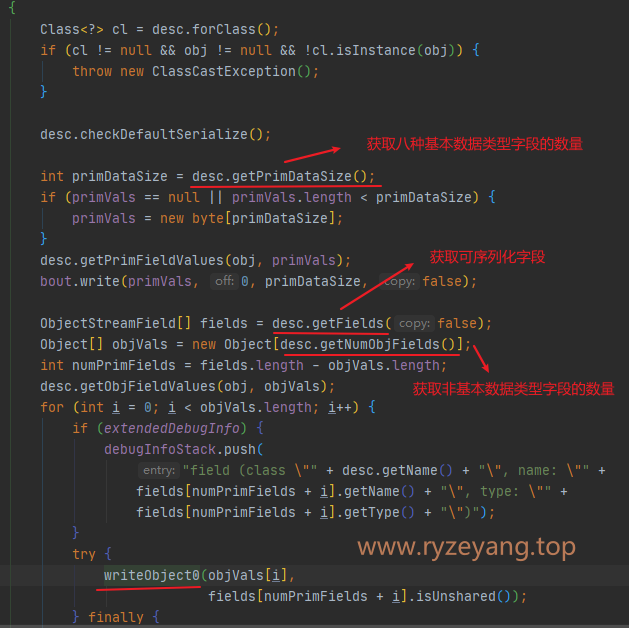 {
Class<?> cl = desc.forClass();
if (cl != null && obj != null && !cl.isInstance(obj)) {
throw new ClassCastException();
}
desc.checkDefaultSerialize();
获取八种基本数据类型字段的数量
int primDataSize = desc.getPrimDataSize();
if (primVals == null || primVals.length < primDataSize) {
primVals = new byte[primDataSize];
}
desc.getPrimFieldValues(obj, primVals);
获取可序列化字段
bout.write(primVals, off: 0, primDataSize, copy: false);
ObjectStreamField[] fields = desc.getFields( copy: false);
Object[] objVals = new Object[desc.getNumObjFields()];
int numPrimFields = fields.length - objVals.length;
desc.getObjFieldValues(obj, objVals);
获取非基本数据类型字段的数量
for (int i = 0; i < objVals.length; i++) {
if (extendedDebugInfo) {
debugInfoStack.push(
entry: "field (class \"" + desc.getName() + "\", name: \"" +
fields[numPrimFields + i].getName() + "\", type: \"" +
fields[numPrimFields + i].getType() + "\")");
}
try {
www.ryzeyang.top
writeObject0(objVals[i],
fields[numPrimFields + i].isUnshared());
} finally {